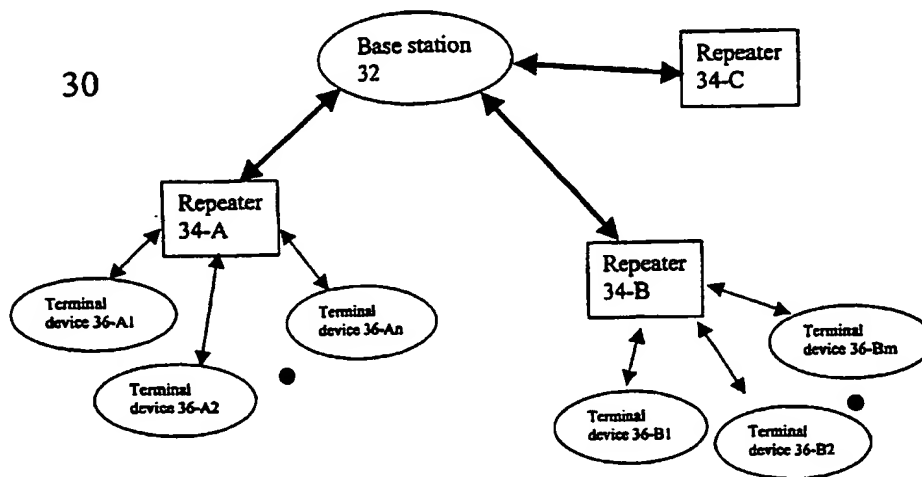 30
Base station
32
Repeater
34-C
Repeater
34-A
Repeater
34-B
Terminal
device 36-A1
Terminal
device 36-An
Terminal
device 36-A2
Terminal
device 36-Bm
Terminal
device 36-B1
Terminal
device 36-B2